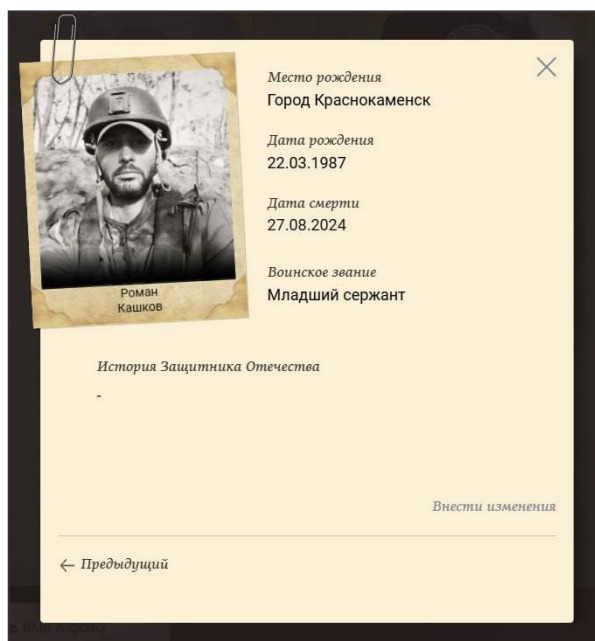 Место рождения
Город Краснокаменск
Дата рождения
22.03.1987
Дата смерти
27.08.2024
Воинское звание
Младший сержант
Роман
Кашков
История Защитника Отечества
-
Внести изменения
← Предыдущий